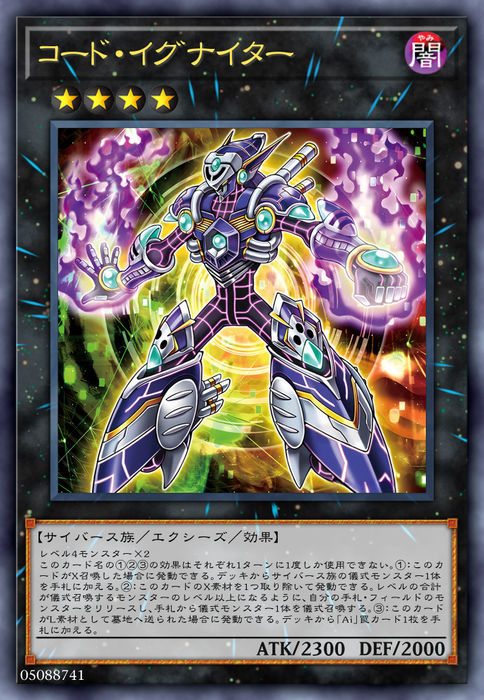 コード・イグナイター
やみ
闇
【サイバース族／エクシーズ／効果】
レベル4モンスター×2
このカード名の①②③の効果はそれぞれ1ターンに1度しか使用できない。①：このカ
ードがX召喚した場合に発動できる。デッキからサイバース族の儀式モンスター1体
を手札に加える。②：このカードのX素材を1つ取り除いて発動できる。レベルの合計
が儀式召喚するモンスターのレベル以上になるように、自分の手札・フィールドのモ
ンスターをリリースし、手札から儀式モンスター1体を儀式召喚する。③：このカード
がL素材として墓地へ送られた場合に発動できる。デッキから「Ai」罠カード1枚を手
札に加える。
ATK/2300 DEF/2000
05088741